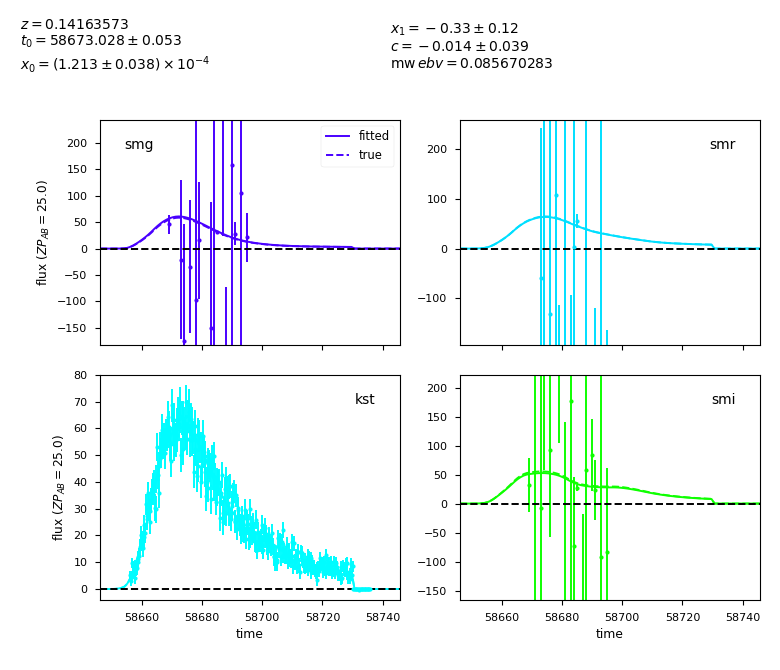 z = 0.14163573
t₀ = 58673.028 ± 0.053
x₀ = (1.213 ± 0.038) × 10⁻⁴
x₁ = −0.33 ± 0.12
c = −0.014 ± 0.039
mw ebv = 0.085670283
smg
fitted
true
200
150
100
50
0
−50
−100
−150
flux (ZP_AB = 25.0)
smr
200
100
0
−100
kst
80
70
60
50
40
30
20
10
0
flux (ZP_AB = 25.0)
58660 58680 58700 58720 58740
time
smi
200
150
100
50
0
−50
−100
−150
58660 58680 58700 58720 58740
time